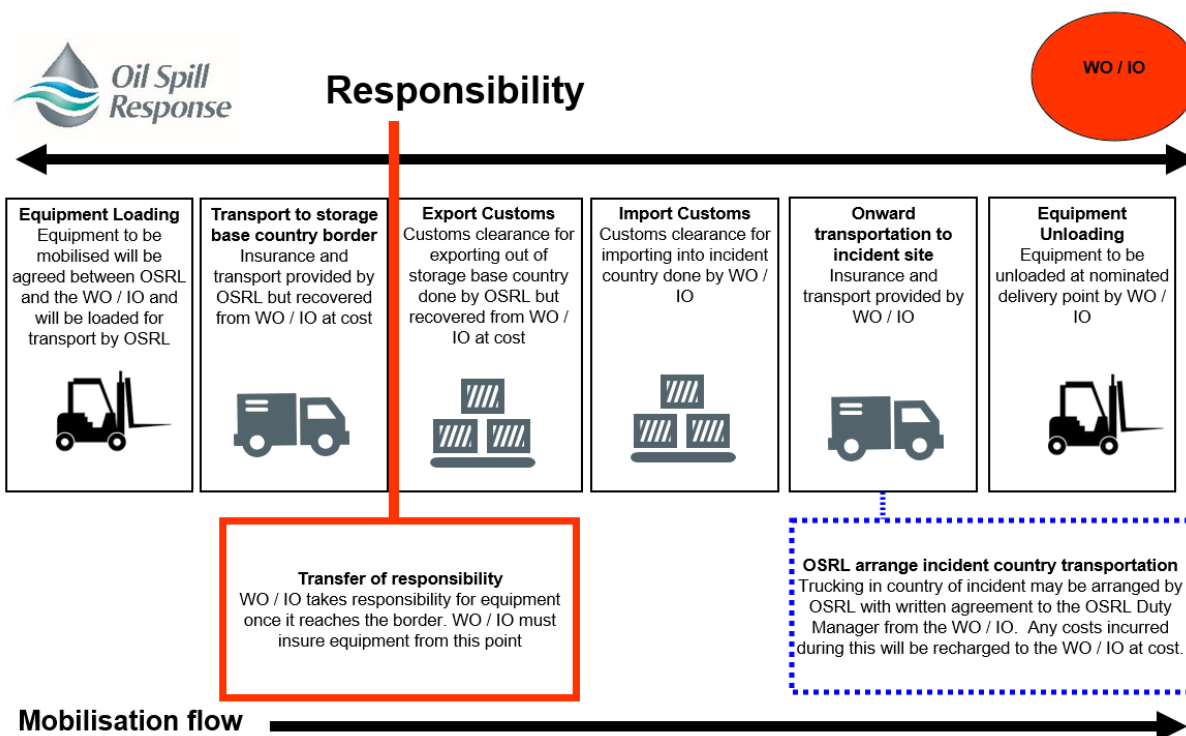 Oil Spill
Response
Responsibility
WO / IO
Equipment Loading
Equipment to be
mobilised will be
agreed between OSRL
and the WO / IO and
will be loaded for
transport by OSRL
Transport to storage
base country border
Insurance and
transport provided by
OSRL but recovered
from WO / IO at cost
Export Customs
Customs clearance for
exporting out of
storage base country
done by OSRL but
recovered from WO /
IO at cost
Import Customs
Customs clearance for
importing into incident
country done by WO /
IO
Onward
transportation to
incident site
Insurance and
transport provided by
WO / IO
Equipment
Unloading
Equipment to be
unloaded at nominated
delivery point by WO /
IO
Transfer of responsibility
WO / IO takes responsibility for equipment
once it reaches the border. WO / IO must
insure equipment from this point
OSRL arrange incident country transportation
Trucking in country of incident may be arranged by
OSRL with written agreement to the OSRL Duty
Manager from the WO / IO.  Any costs incurred
during this will be recharged to the WO / IO at cost.
Mobilisation flow